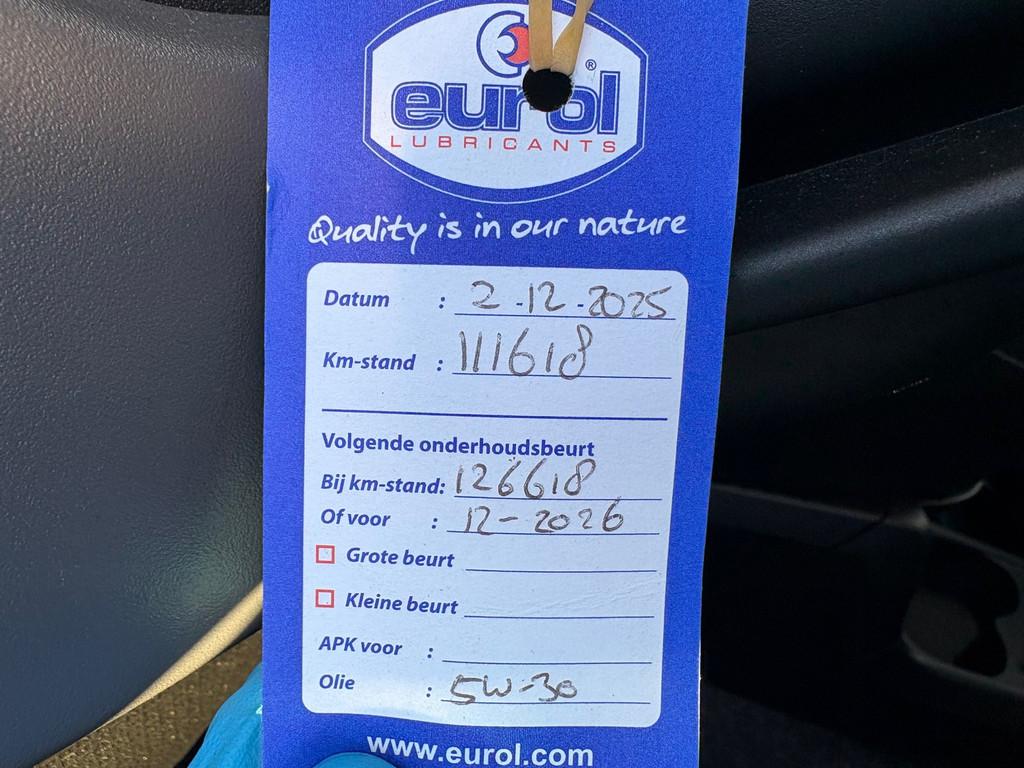 eurol®
LUBRICANTS
Quality is in our nature
Datum : 2-12-2025
Km-stand : 111618
Volgende onderhoudsbeurt
Bij km-stand: 126618
Of voor : 12-2026
Grote beurt
Kleine beurt
APK voor :
Olie : 5W-30
www.eurol.com